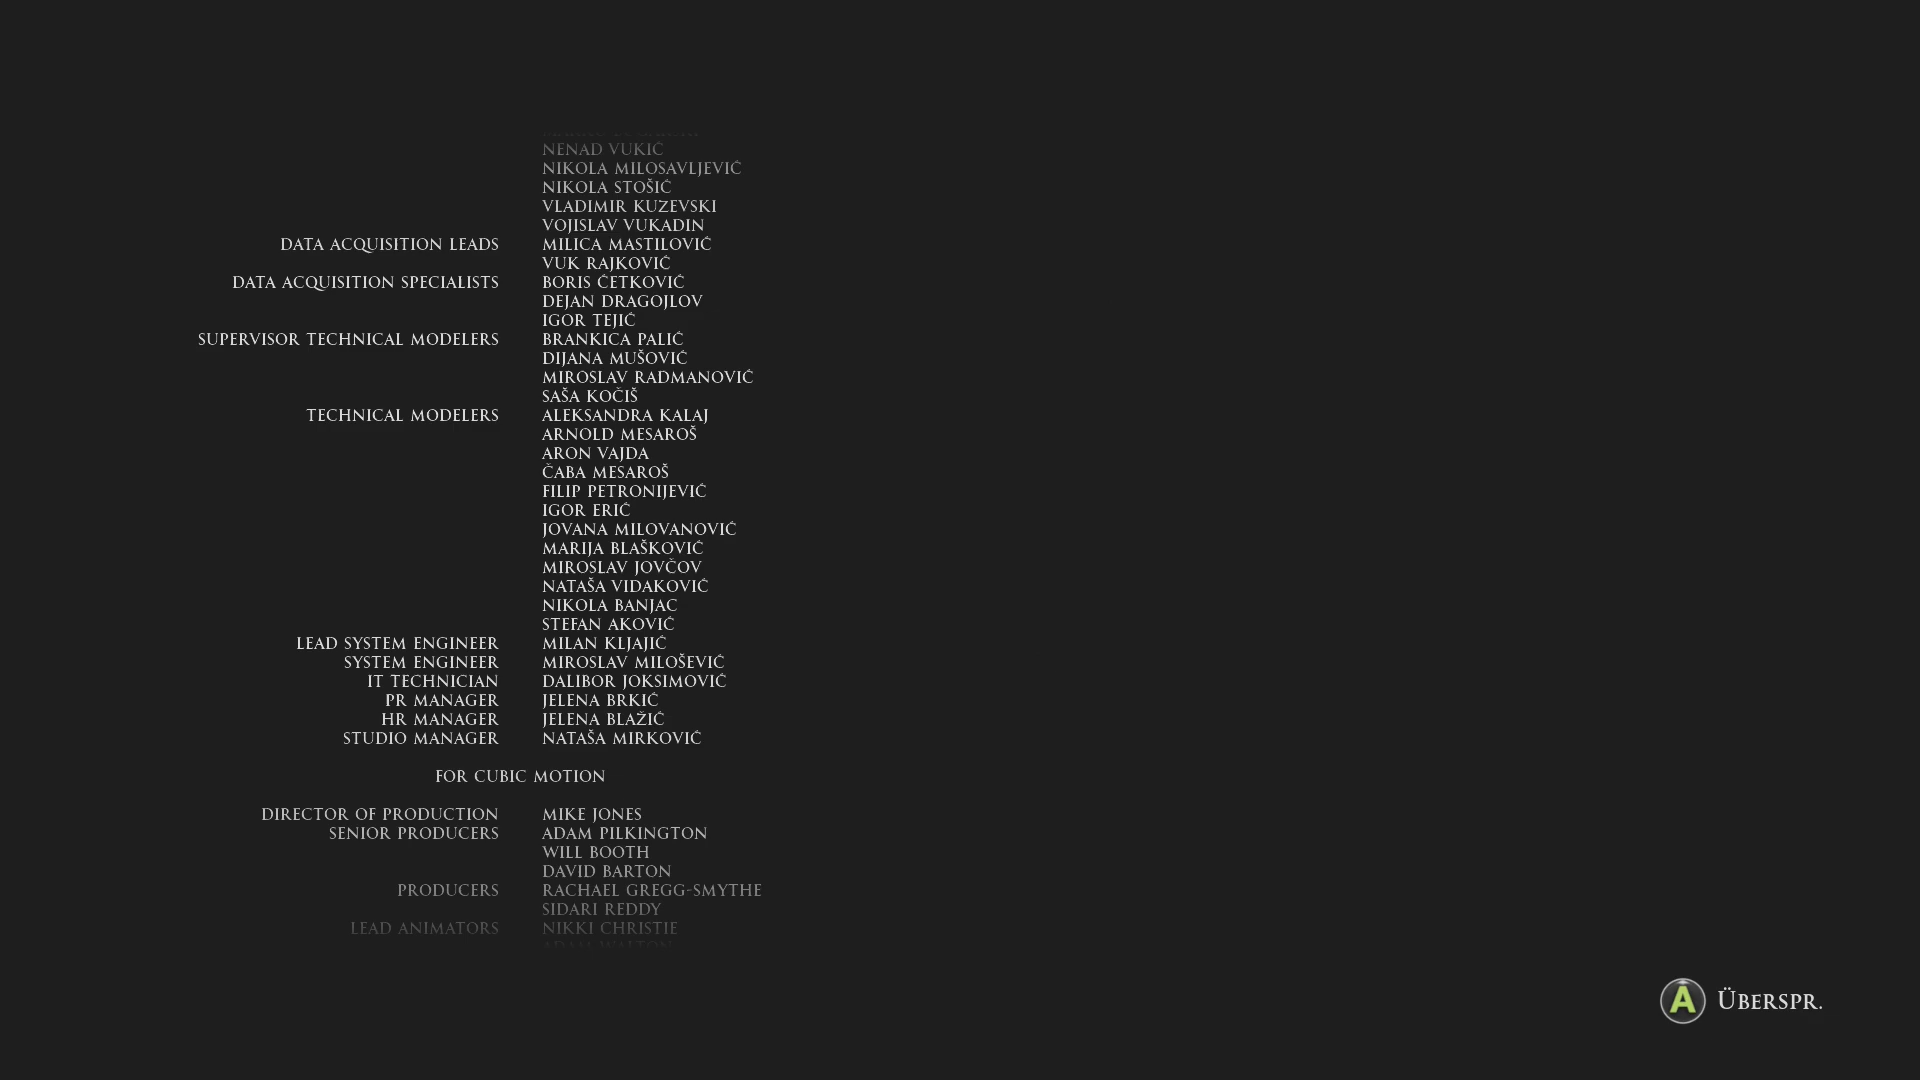 NENAD VUKIĆ
NIKOLA MILOSAVLJEVIĆ
NIKOLA STOŠIĆ
VLADIMIR KUZEVSKI
VOJISLAV VUKADIN
DATA ACQUISITION LEADS MILICA MASTILOVIĆ
VUK RAJKOVIĆ
DATA ACQUISITION SPECIALISTS BORIS ĆETKOVIĆ
DEJAN DRAGOJLOV
IGOR TEJIĆ
SUPERVISOR TECHNICAL MODELERS BRANKICA PALIĆ
DIJANA MUŠOVIĆ
MIROSLAV RADMANOVIĆ
SAŠA KOČIŠ
TECHNICAL MODELERS ALEKSANDRA KALAJ
ARNOLD MESAROŠ
ARON VAJDA
ČABA MESAROŠ
FILIP PETRONIJEVIĆ
IGOR ERIĆ
JOVANA MILOVANOVIĆ
MARIJA BLAŠKOVIĆ
MIROSLAV JOVČOV
NATAŠA VIDAKOVIĆ
NIKOLA BANJAC
STEFAN AKOVIĆ
LEAD SYSTEM ENGINEER MILAN KLJAJIĆ
SYSTEM ENGINEER MIROSLAV MILOŠEVIĆ
IT TECHNICIAN DALIBOR JOKSIMOVIĆ
PR MANAGER JELENA BRKIĆ
HR MANAGER JELENA BLAŽIĆ
STUDIO MANAGER NATAŠA MIRKOVIĆ
FOR CUBIC MOTION
DIRECTOR OF PRODUCTION MIKE JONES
SENIOR PRODUCERS ADAM PILKINGTON
WILL BOOTH
DAVID BARTON
PRODUCERS RACHAEL GREGG-SMYTHE
SIDARI REDDY
LEAD ANIMATORS NIKKI CHRISTIE
ADAM WALTON
A ÜBERSPR.